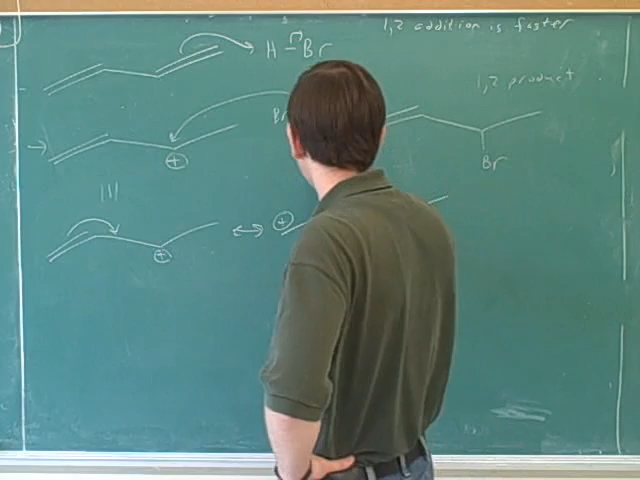 1,2 addition is faster
H - Br
1,2 product
→ ⊕ Br
Br
|||
⊕ ↔ ⊕